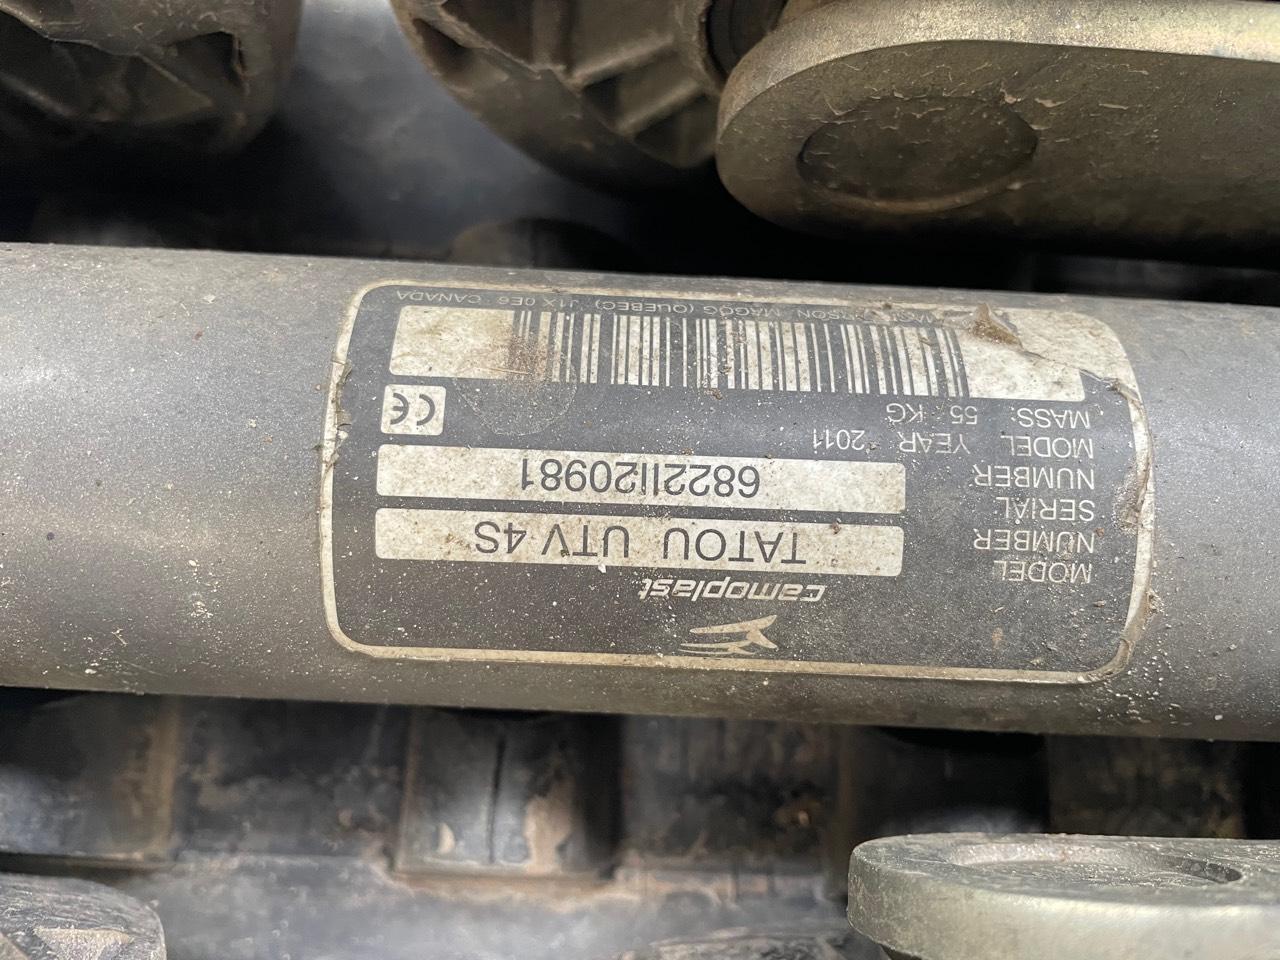 camoplast
MODEL NUMBER TATOU UTV 4S
SERIAL NUMBER 6822II20981
MODEL YEAR 2011
MASS: 55 KG
CE
MAGOG (QUEBEC) J1X 0E6 CANADA